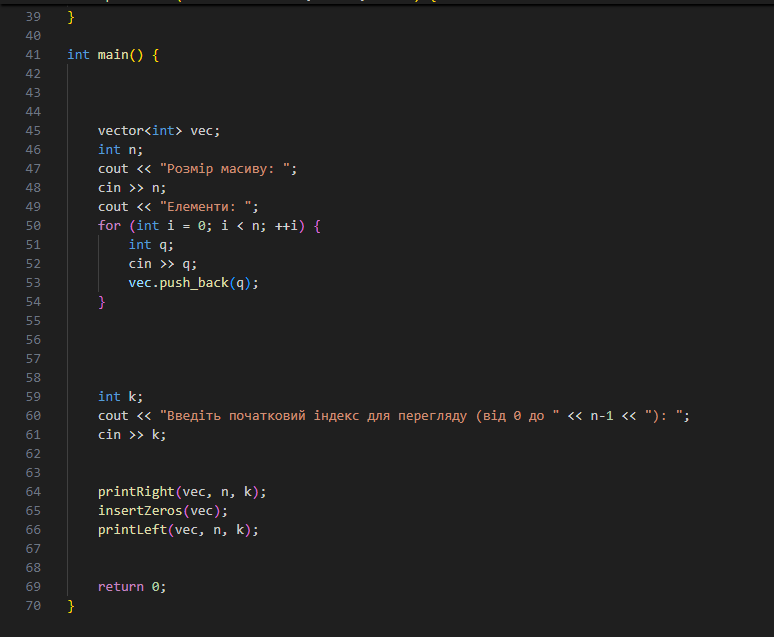 39 }
40
41 int main() {
42
43
44
45 vector<int> vec;
46 int n;
47 cout << "Розмір масиву: ";
48 cin >> n;
49 cout << "Елементи: ";
50 for (int i = 0; i < n; ++i) {
51 int q;
52 cin >> q;
53 vec.push_back(q);
54 }
55
56
57
58
59 int k;
60 cout << "Введіть початковий індекс для перегляду (від 0 до " << n-1 << "): ";
61 cin >> k;
62
63
64 printRight(vec, n, k);
65 insertZeros(vec);
66 printLeft(vec, n, k);
67
68
69 return 0;
70 }